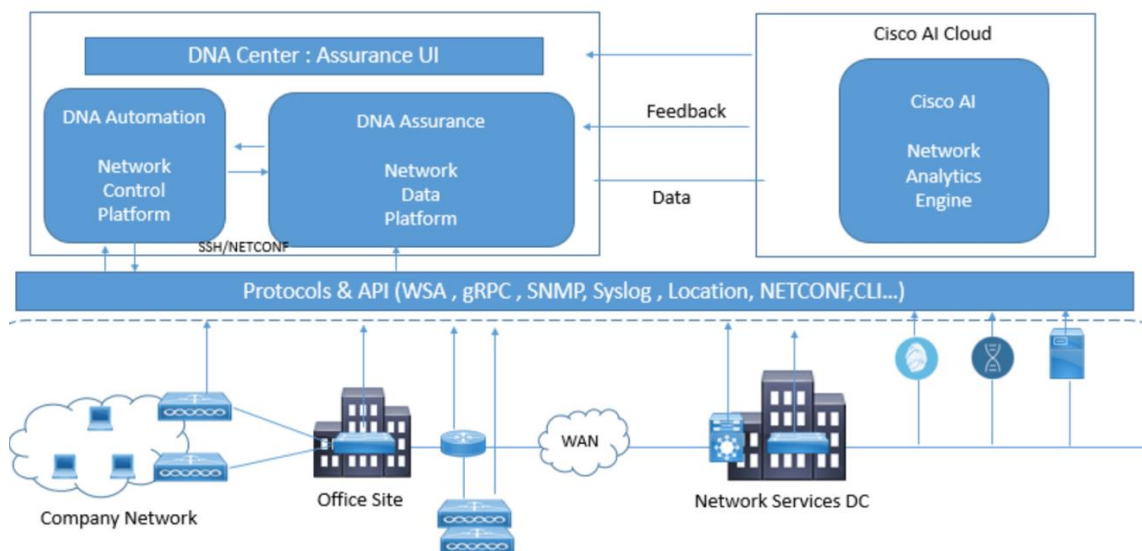 DNA Center : Assurance UI
Cisco AI Cloud
DNA Automation
Network
Control
Platform
DNA Assurance
Network
Data
Platform
Feedback
Data
Cisco AI
Network
Analytics
Engine
SSH/NETCONF
Protocols & API (WSA , gRPC , SNMP, Syslog , Location, NETCONF,CLI...)
Company Network
Office Site
WAN
Network Services DC